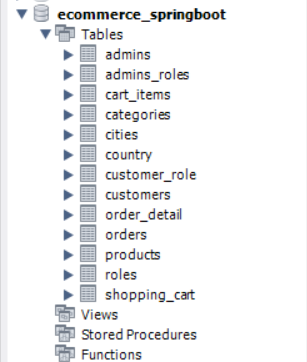 ecommerce_springboot
Tables
admins
admins_roles
cart_items
categories
cities
country
customer_role
customers
order_detail
orders
products
roles
shopping_cart
Views
Stored Procedures
Functions